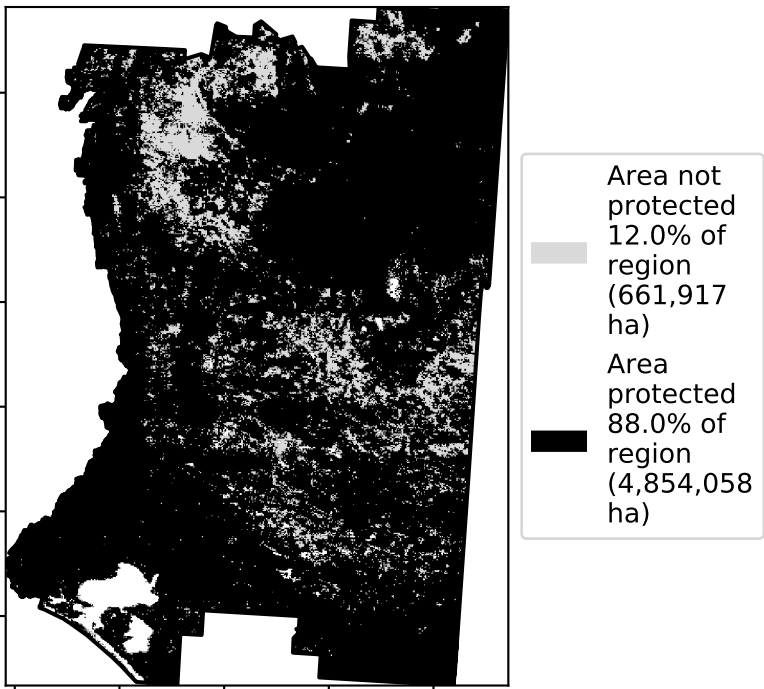 Area not
protected
12.0% of
region
(661,917
ha)
Area
protected
88.0% of
region
(4,854,058
ha)